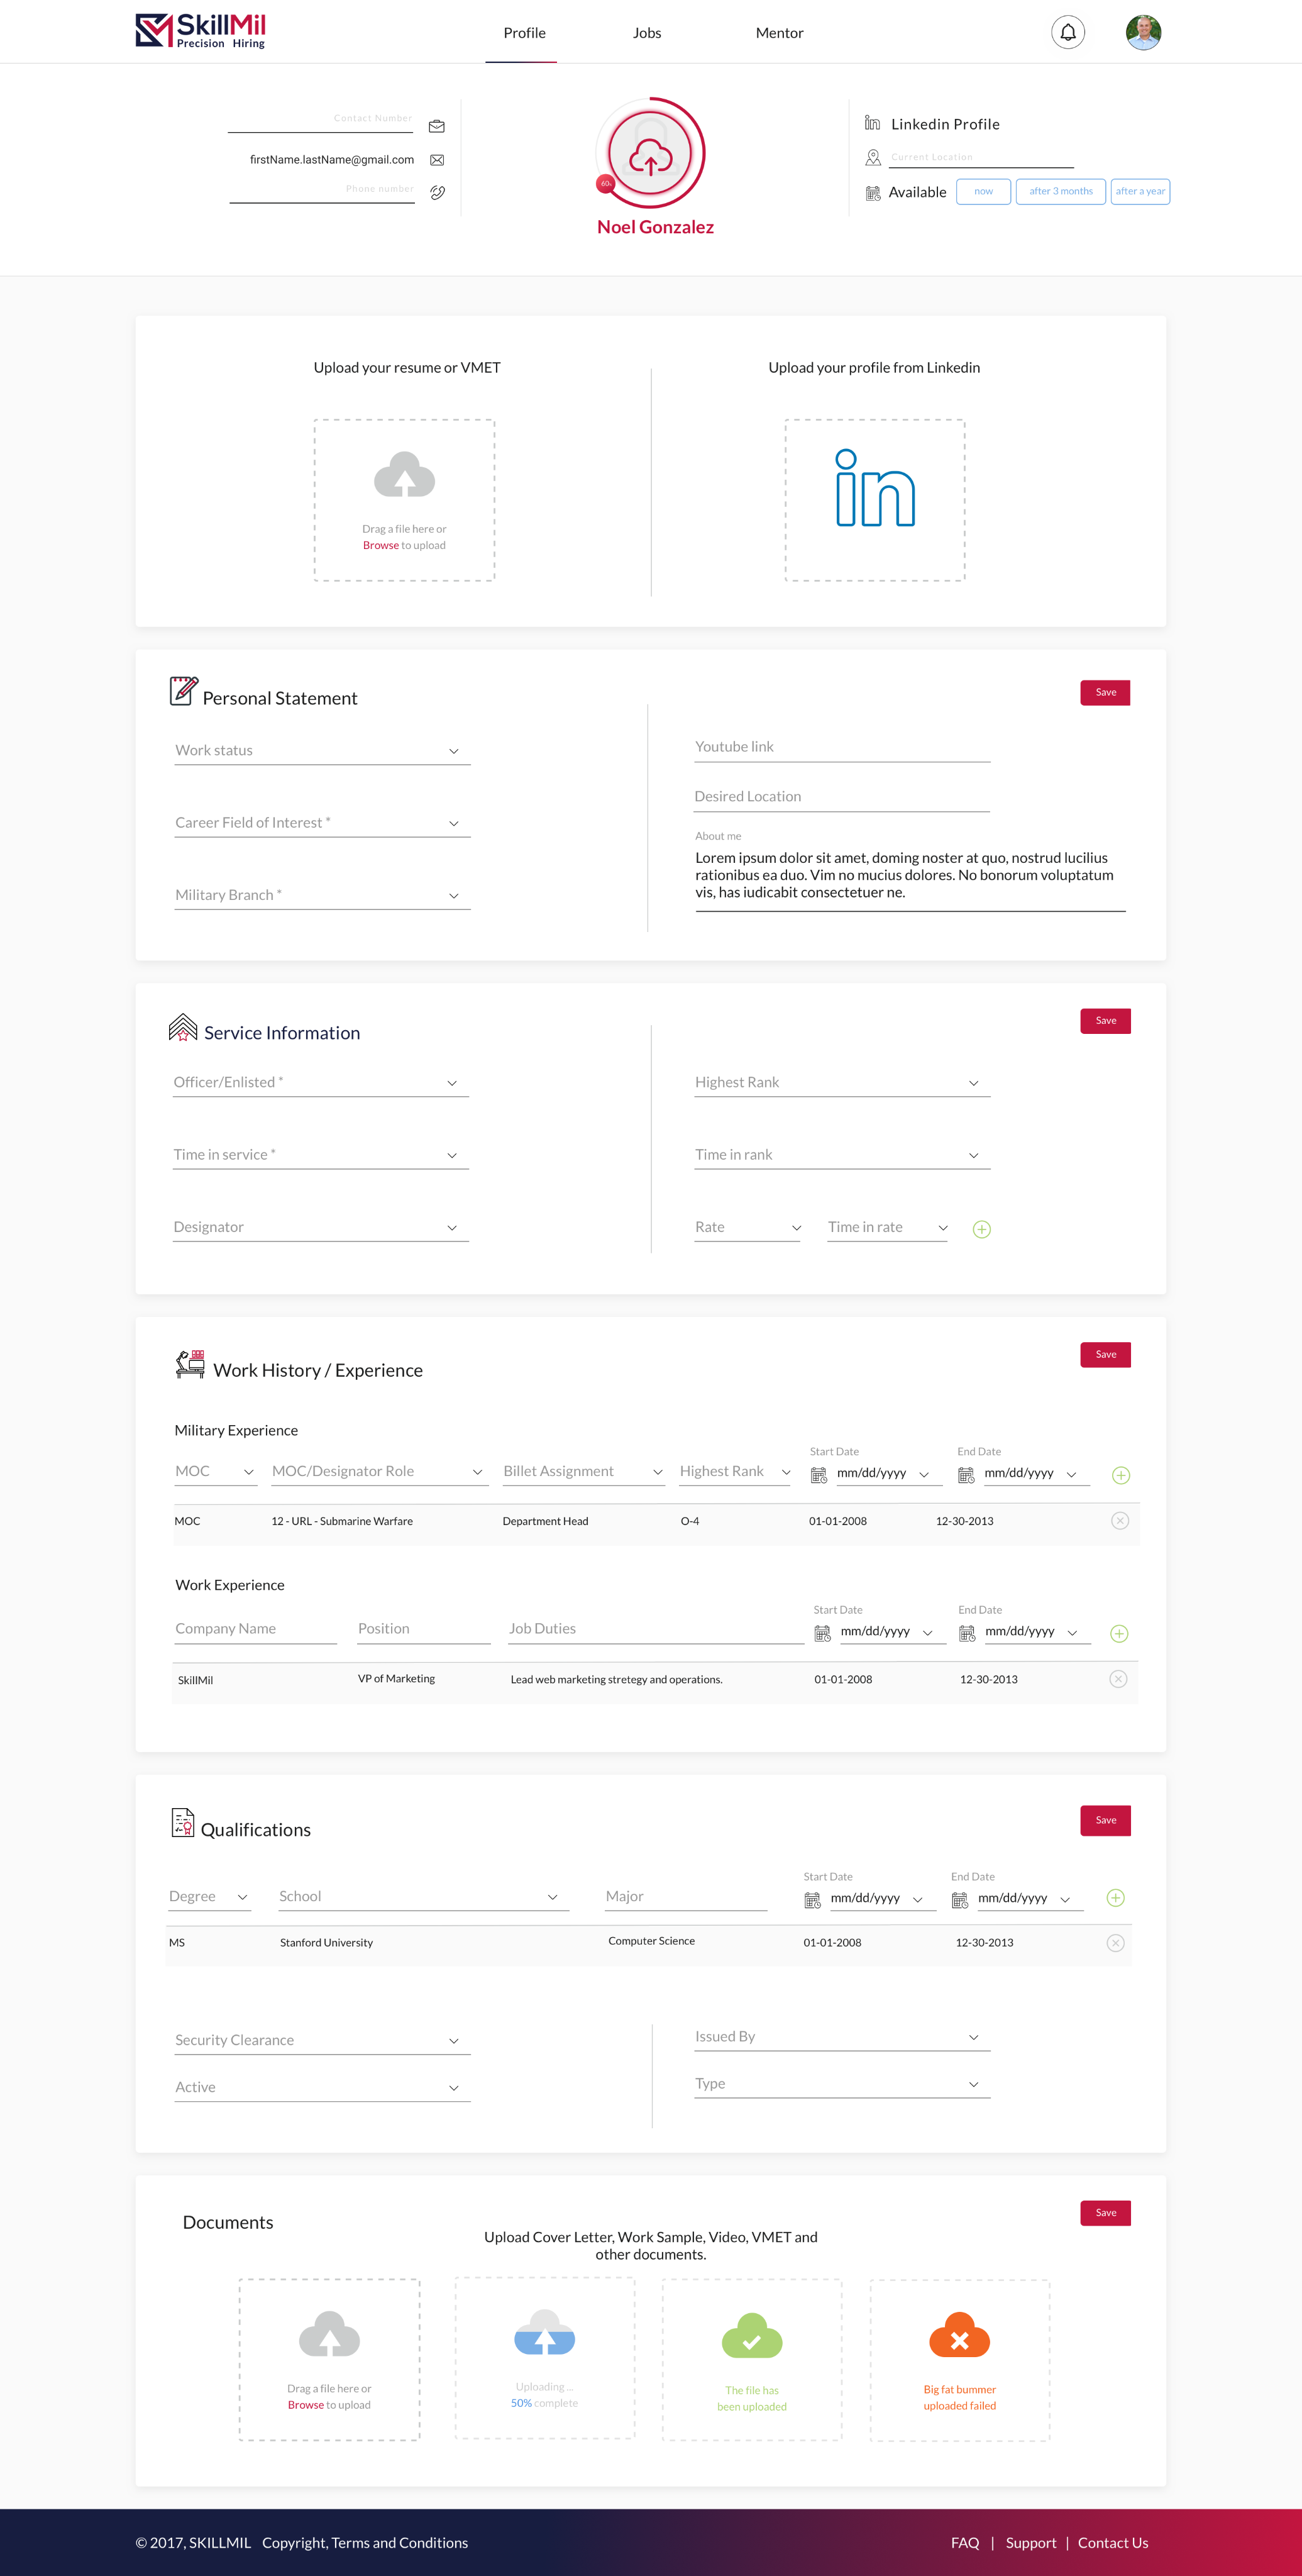 SkillMil
Precision Hiring
Profile
Jobs
Mentor
Contact Number
firstName.lastName@gmail.com
Phone number
60%
Noel Gonzalez
Linkedin Profile
Current Location
Available
now
after 3 months
after a year
Upload your resume or VMET
Drag a file here or
Browse to upload
Upload your profile from Linkedin
in
Personal Statement
Save
Work status
Career Field of Interest *
Military Branch *
Youtube link
Desired Location
About me
Lorem ipsum dolor sit amet, doming noster at quo, nostrud lucilius
rationibus ea duo. Vim no mucius dolores. No bonorum voluptatum
vis, has iudicabit consectetuer ne.
Service Information
Save
Officer/Enlisted *
Time in service *
Designator
Highest Rank
Time in rank
Rate
Time in rate
Work History / Experience
Save
Military Experience
Start Date
End Date
MOC
MOC/Designator Role
Billet Assignment
Highest Rank
mm/dd/yyyy
mm/dd/yyyy
MOC
12 - URL - Submarine Warfare
Department Head
O-4
01-01-2008
12-30-2013
Work Experience
Start Date
End Date
Company Name
Position
Job Duties
mm/dd/yyyy
mm/dd/yyyy
SkillMil
VP of Marketing
Lead web marketing stretegy and operations.
01-01-2008
12-30-2013
Qualifications
Save
Start Date
End Date
Degree
School
Major
mm/dd/yyyy
mm/dd/yyyy
MS
Stanford University
Computer Science
01-01-2008
12-30-2013
Security Clearance
Active
Issued By
Type
Documents
Save
Upload Cover Letter, Work Sample, Video, VMET and
other documents.
Drag a file here or
Browse to upload
Uploading ...
50% complete
The file has
been uploaded
Big fat bummer
uploaded failed
© 2017, SKILLMIL Copyright, Terms and Conditions
FAQ | Support | Contact Us